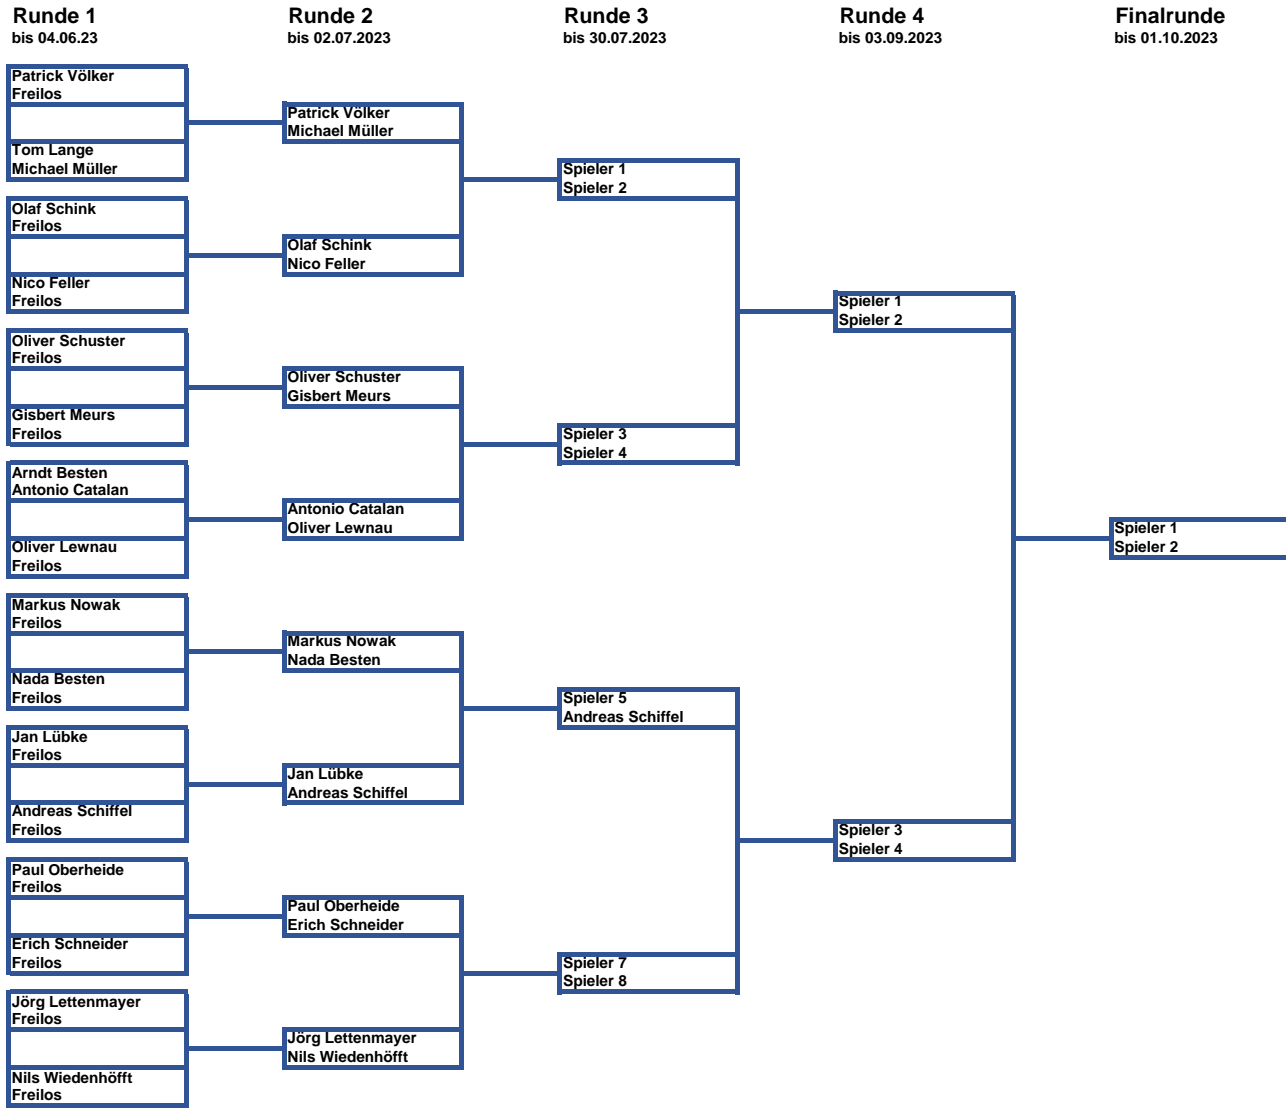 Runde 1
bis 04.06.23
Patrick Völker
Freilos
Tom Lange
Michael Müller
Olaf Schink
Freilos
Nico Feller
Freilos
Oliver Schuster
Freilos
Gisbert Meurs
Freilos
Arndt Besten
Antonio Catalan
Oliver Lewnau
Freilos
Markus Nowak
Freilos
Nada Besten
Freilos
Jan Lübke
Freilos
Andreas Schiffel
Freilos
Paul Oberheide
Freilos
Erich Schneider
Freilos
Jörg Lettenmayer
Freilos
Nils Wiedenhöfft
Freilos
Runde 2
bis 02.07.2023
Patrick Völker
Michael Müller
Olaf Schink
Nico Feller
Oliver Schuster
Gisbert Meurs
Antonio Catalan
Oliver Lewnau
Markus Nowak
Nada Besten
Jan Lübke
Andreas Schiffel
Paul Oberheide
Erich Schneider
Jörg Lettenmayer
Nils Wiedenhöfft
Runde 3
bis 30.07.2023
Spieler 1
Spieler 2
Spieler 3
Spieler 4
Spieler 5
Andreas Schiffel
Spieler 7
Spieler 8
Runde 4
bis 03.09.2023
Spieler 1
Spieler 2
Spieler 3
Spieler 4
Finalrunde
bis 01.10.2023
Spieler 1
Spieler 2